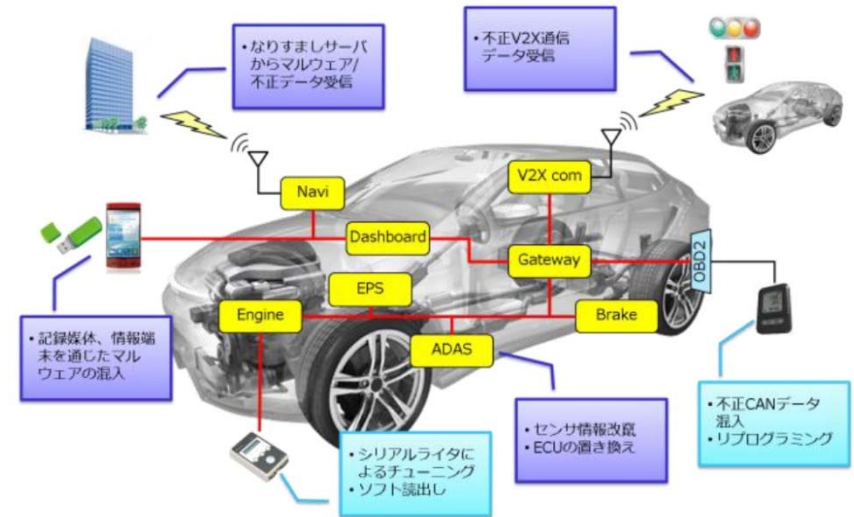 ・なりすましサーバ
からマルウェア/
不正データ受信
・不正V2X通信
データ受信
Navi
V2X com
Dashboard
Gateway
OBD2
EPS
Engine
Brake
ADAS
・記録媒体、情報端
末を通じたマル
ウェアの混入
・シリアルライタに
よるチューニング
・ソフト読出し
・センサ情報改竄
・ECUの置き換え
・不正CANデータ
混入
・リプログラミング